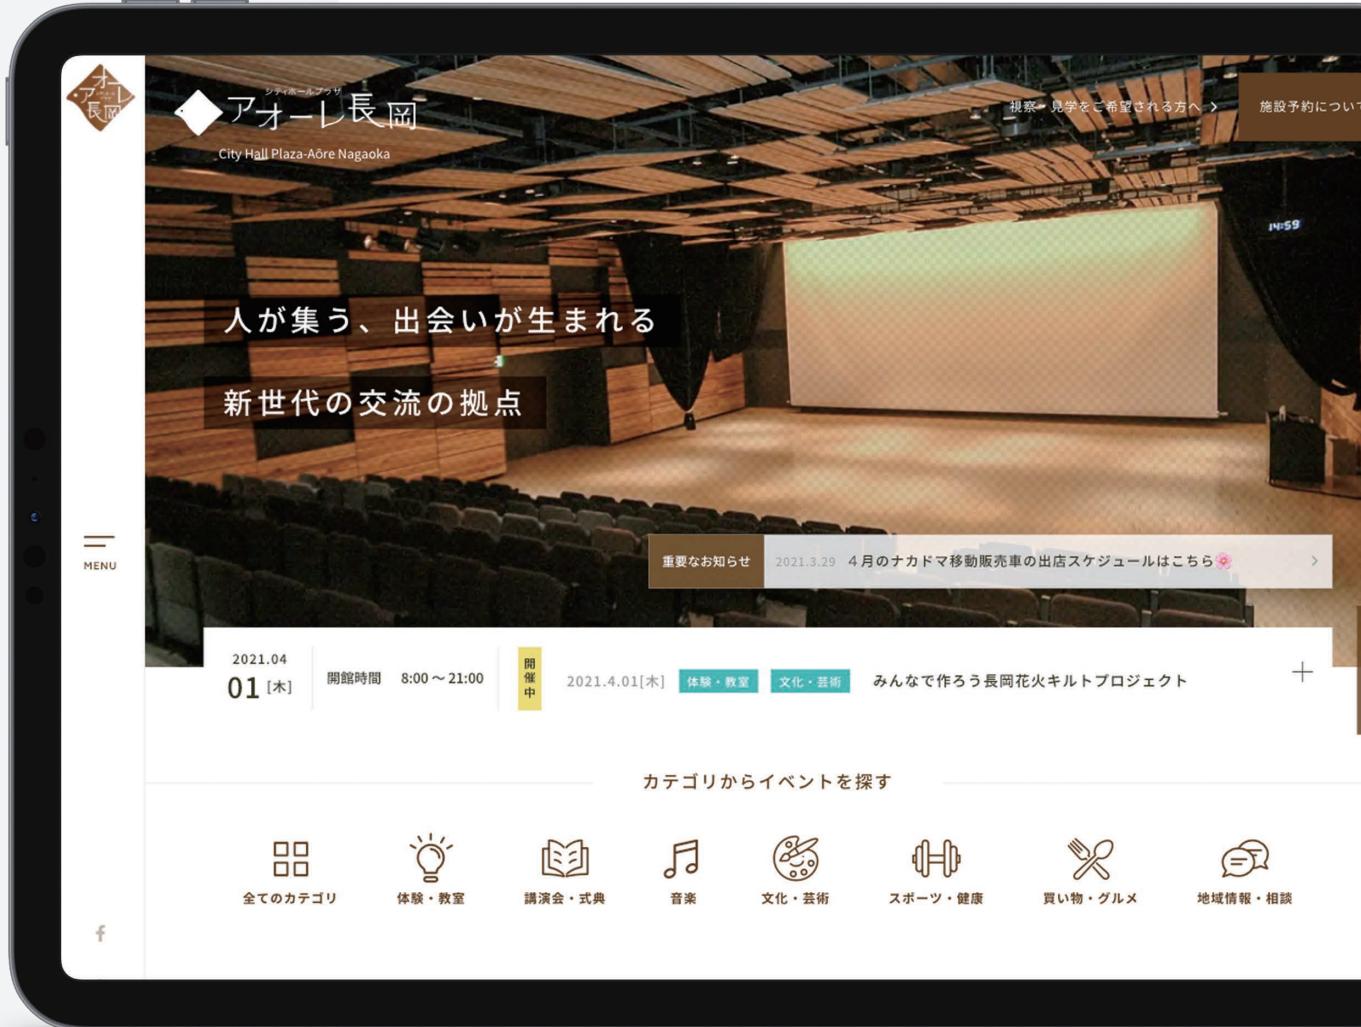 アオーレ
長岡
シティホールプラザ
アオーレ長岡
City Hall Plaza-Aōre Nagaoka
視察・見学をご希望される方へ
施設予約について
14:59
人が集う、出会いが生まれる
新世代の交流の拠点
MENU
重要なお知らせ 2021.3.29 4月のナカドマ移動販売車の出店スケジュールはこちら🌸
2021.04
01 [木]
開館時間 8:00～21:00
開催中
2021.4.01[木] 体験・教室 文化・芸術 みんなで作ろう長岡花火キルトプロジェクト
カテゴリからイベントを探す
全てのカテゴリ 体験・教室 講演会・式典 音楽 文化・芸術 スポーツ・健康 買い物・グルメ 地域情報・相談